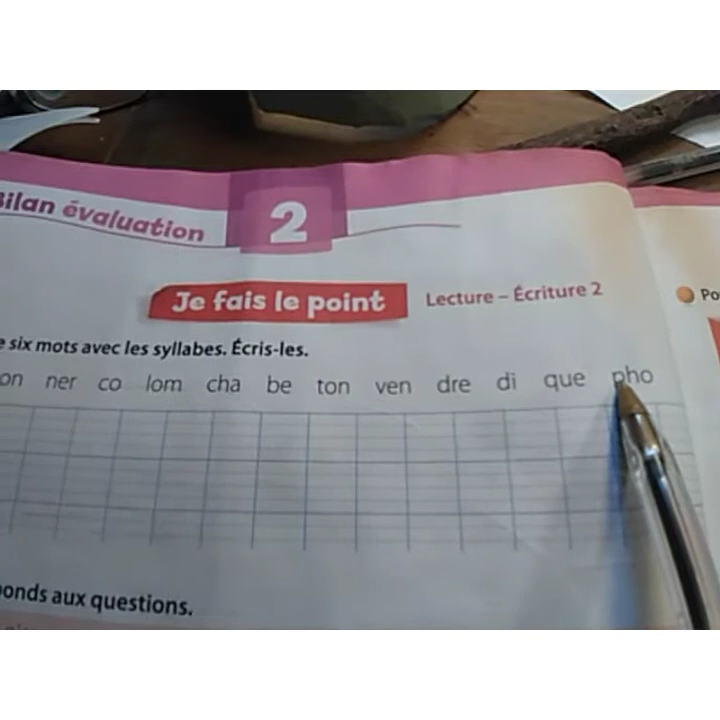 Bilan évaluation 2
Je fais le point Lecture – Écriture 2
six mots avec les syllabes. Écris-les.
on ner co lom cha be ton ven dre di que pho
onds aux questions.
Po